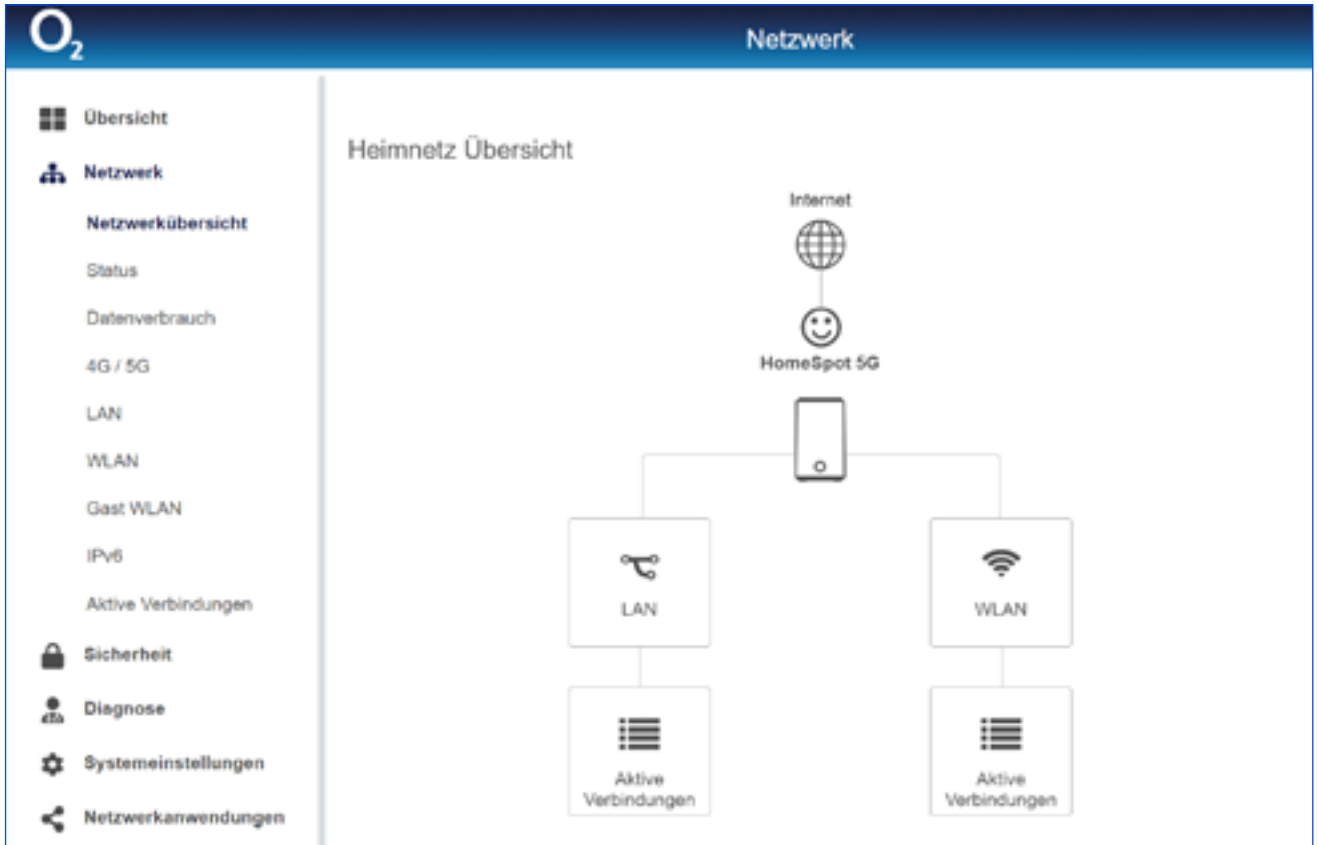 O2
Netzwerk
Übersicht
Netzwerk
Netzwerkübersicht
Status
Datenverbrauch
4G / 5G
LAN
WLAN
Gast WLAN
IPv6
Aktive Verbindungen
Sicherheit
Diagnose
Systemeinstellungen
Netzwerkanwendungen
Heimnetz Übersicht
Internet
HomeSpot 5G
LAN
WLAN
Aktive
Verbindungen
Aktive
Verbindungen